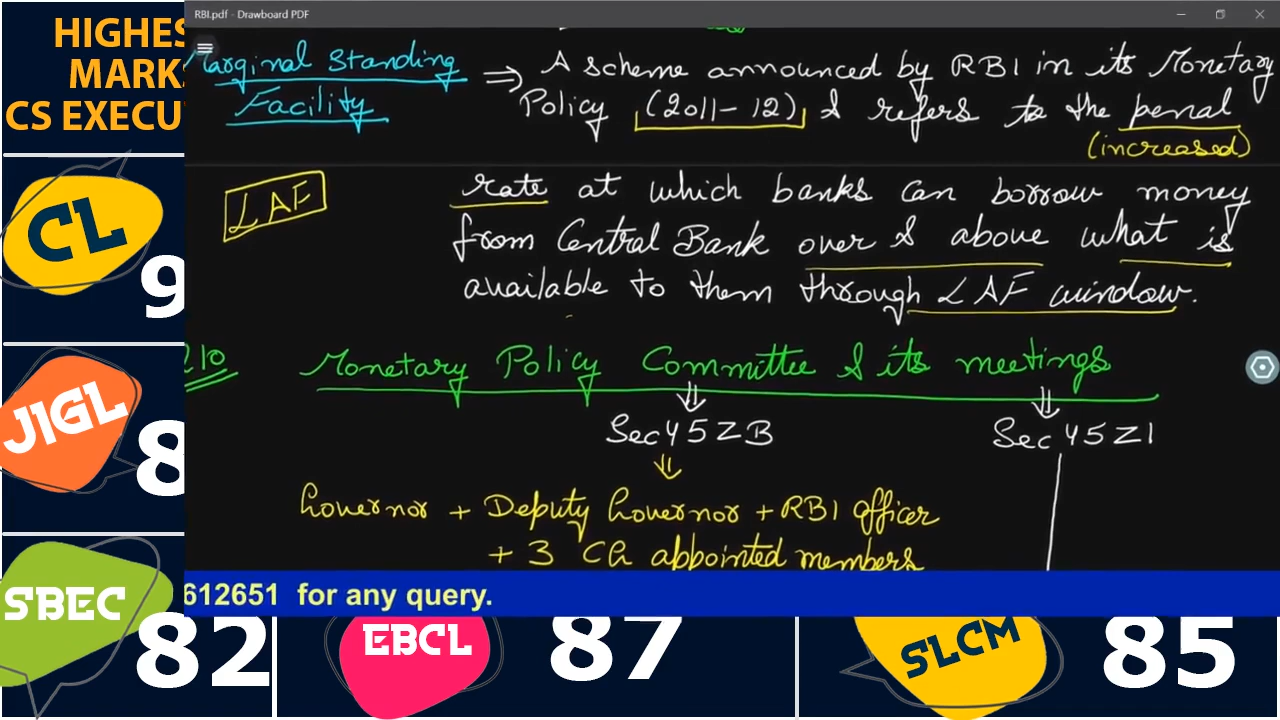 RBI.pdf - Drawboard PDF
HIGHES
MARKS
CS EXECU
Marginal Standing
Facility
⇒ A scheme announced by RBI in its Monetary
Policy (2011-12) & refers to the penal
(increased)
LAF
rate at which banks can borrow money
from Central Bank over & above what is
available to them through LAF window.
Monetary Policy Committee & its meetings
Sec 45ZB
Sec 45ZI
Governor + Deputy Governor + RBI officer
+ 3 CG appointed members
612651 for any query.
CL
9
JIGL
8
SBEC
82
EBCL
87
SLCM
85